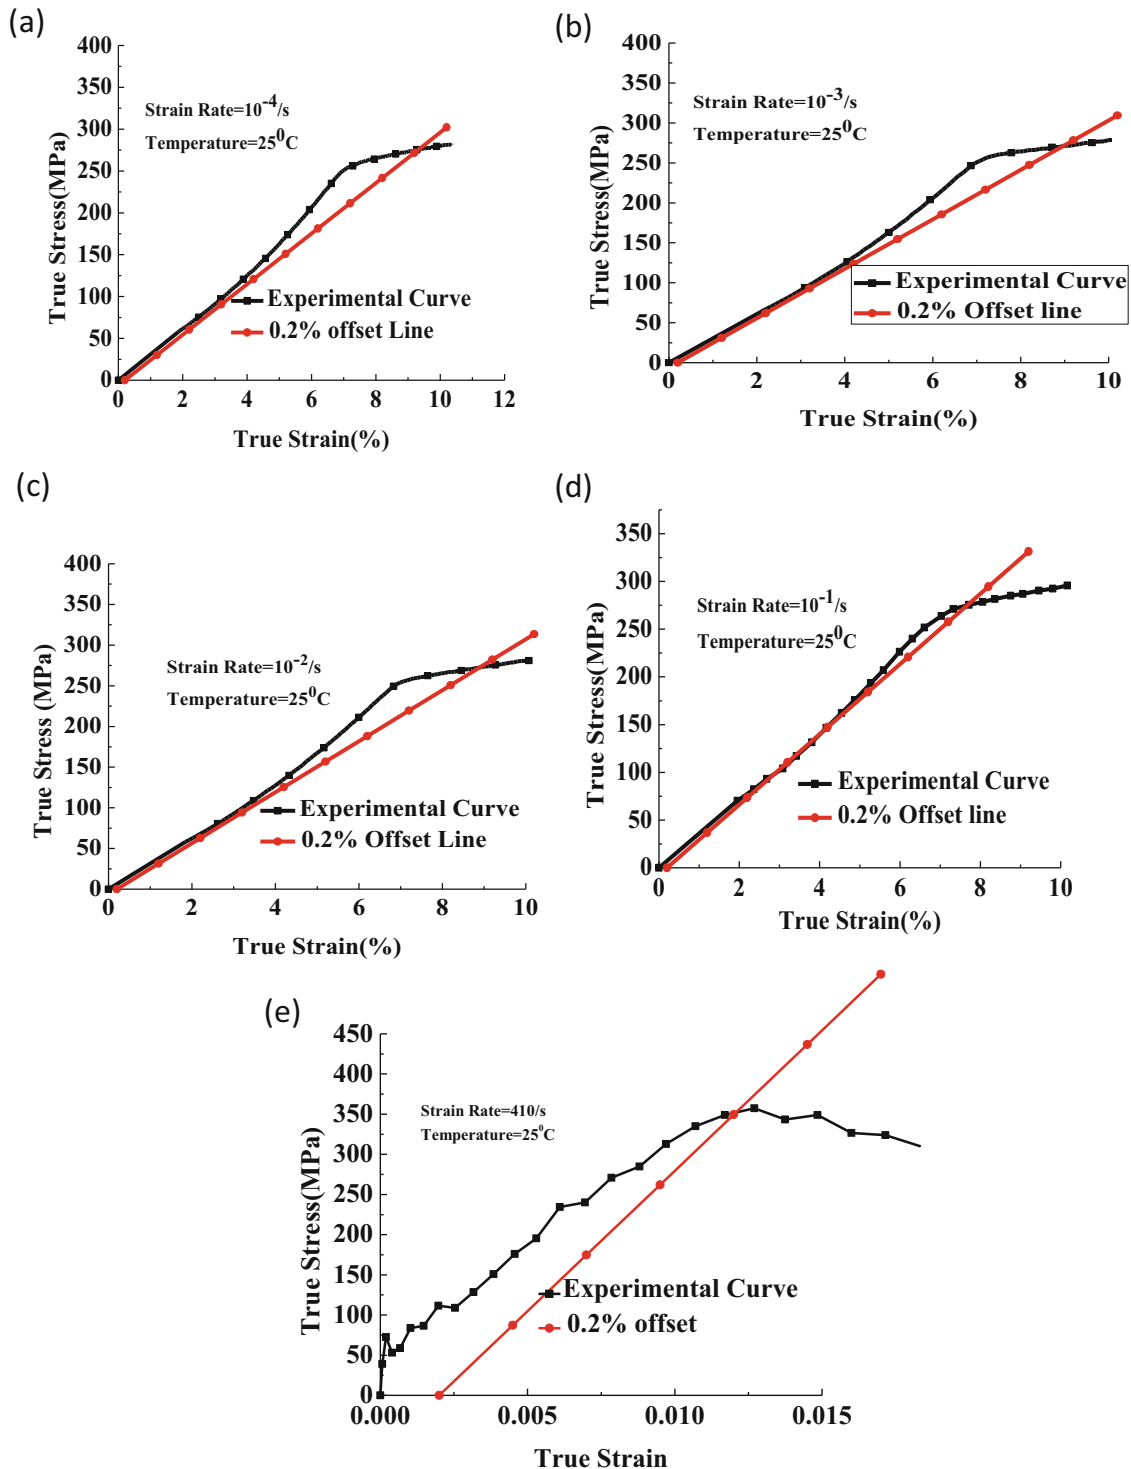 (a)
400
350
300
250
200
150
100
50
0
True Stress(MPa)
Strain Rate=10⁻⁴/s
Temperature=25⁰C
Experimental Curve
0.2% offset Line
0 2 4 6 8 10 12
True Strain(%)
(b)
400
350
300
250
200
150
100
50
0
True Stress(MPa)
Strain Rate=10⁻³/s
Temperature=25⁰C
Experimental Curve
0.2% Offset line
0 2 4 6 8 10
True Strain(%)
(c)
400
350
300
250
200
150
100
50
0
True Stress (MPa)
Strain Rate=10⁻²/s
Temperature=25⁰C
Experimental Curve
0.2% Offset Line
0 2 4 6 8 10
True Strain(%)
(d)
350
300
250
200
150
100
50
0
True Stress(MPa)
Strain Rate=10⁻¹/s
Temperature=25⁰C
Experimental Curve
0.2% Offset line
0 2 4 6 8 10
True Strain(%)
(e)
450
400
350
300
250
200
150
100
50
0
True Stress(MPa)
Strain Rate=410/s
Temperature=25⁰C
Experimental Curve
0.2% offset
0.000 0.005 0.010 0.015
True Strain